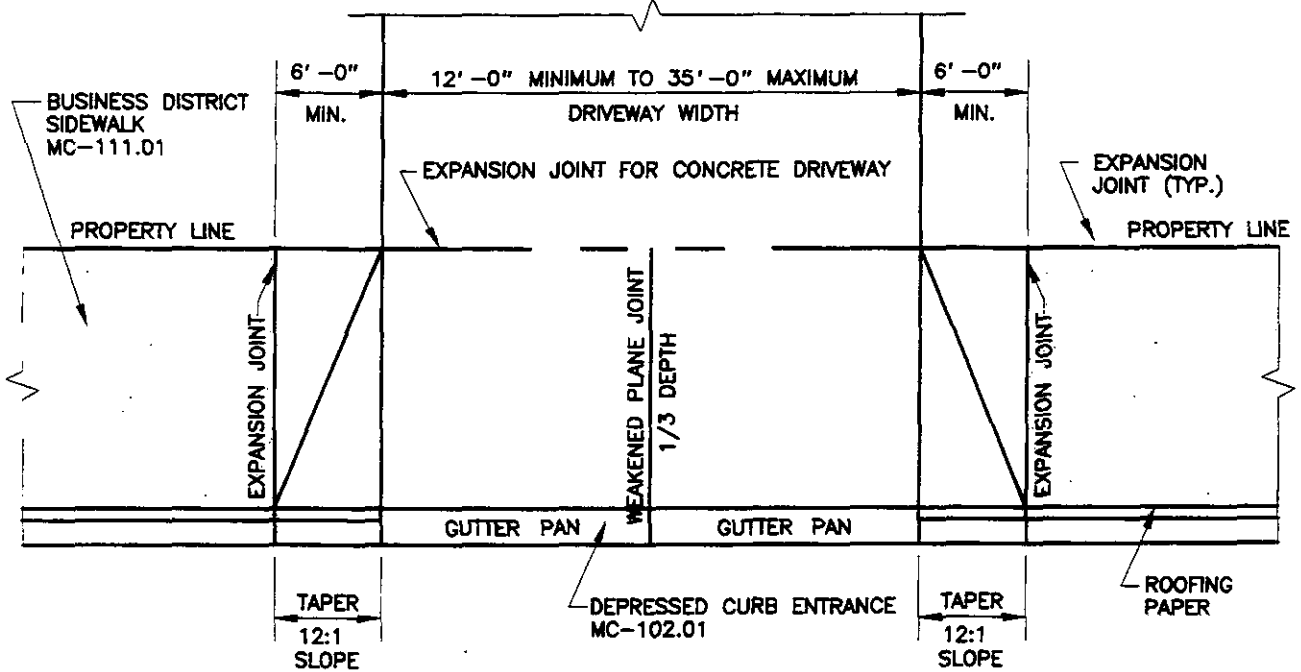 6'-0"
12'-0" MINIMUM TO 35'-0" MAXIMUM
6'-0"
MIN.
DRIVEWAY WIDTH
MIN.
BUSINESS DISTRICT
SIDEWALK
MC-111.01
EXPANSION JOINT FOR CONCRETE DRIVEWAY
EXPANSION
JOINT (TYP.)
PROPERTY LINE
PROPERTY LINE
EXPANSION JOINT
WEAKENED PLANE JOINT
1/3 DEPTH
EXPANSION JOINT
GUTTER PAN
GUTTER PAN
TAPER
12:1
SLOPE
DEPRESSED CURB ENTRANCE
MC-102.01
TAPER
12:1
SLOPE
ROOFING
PAPER